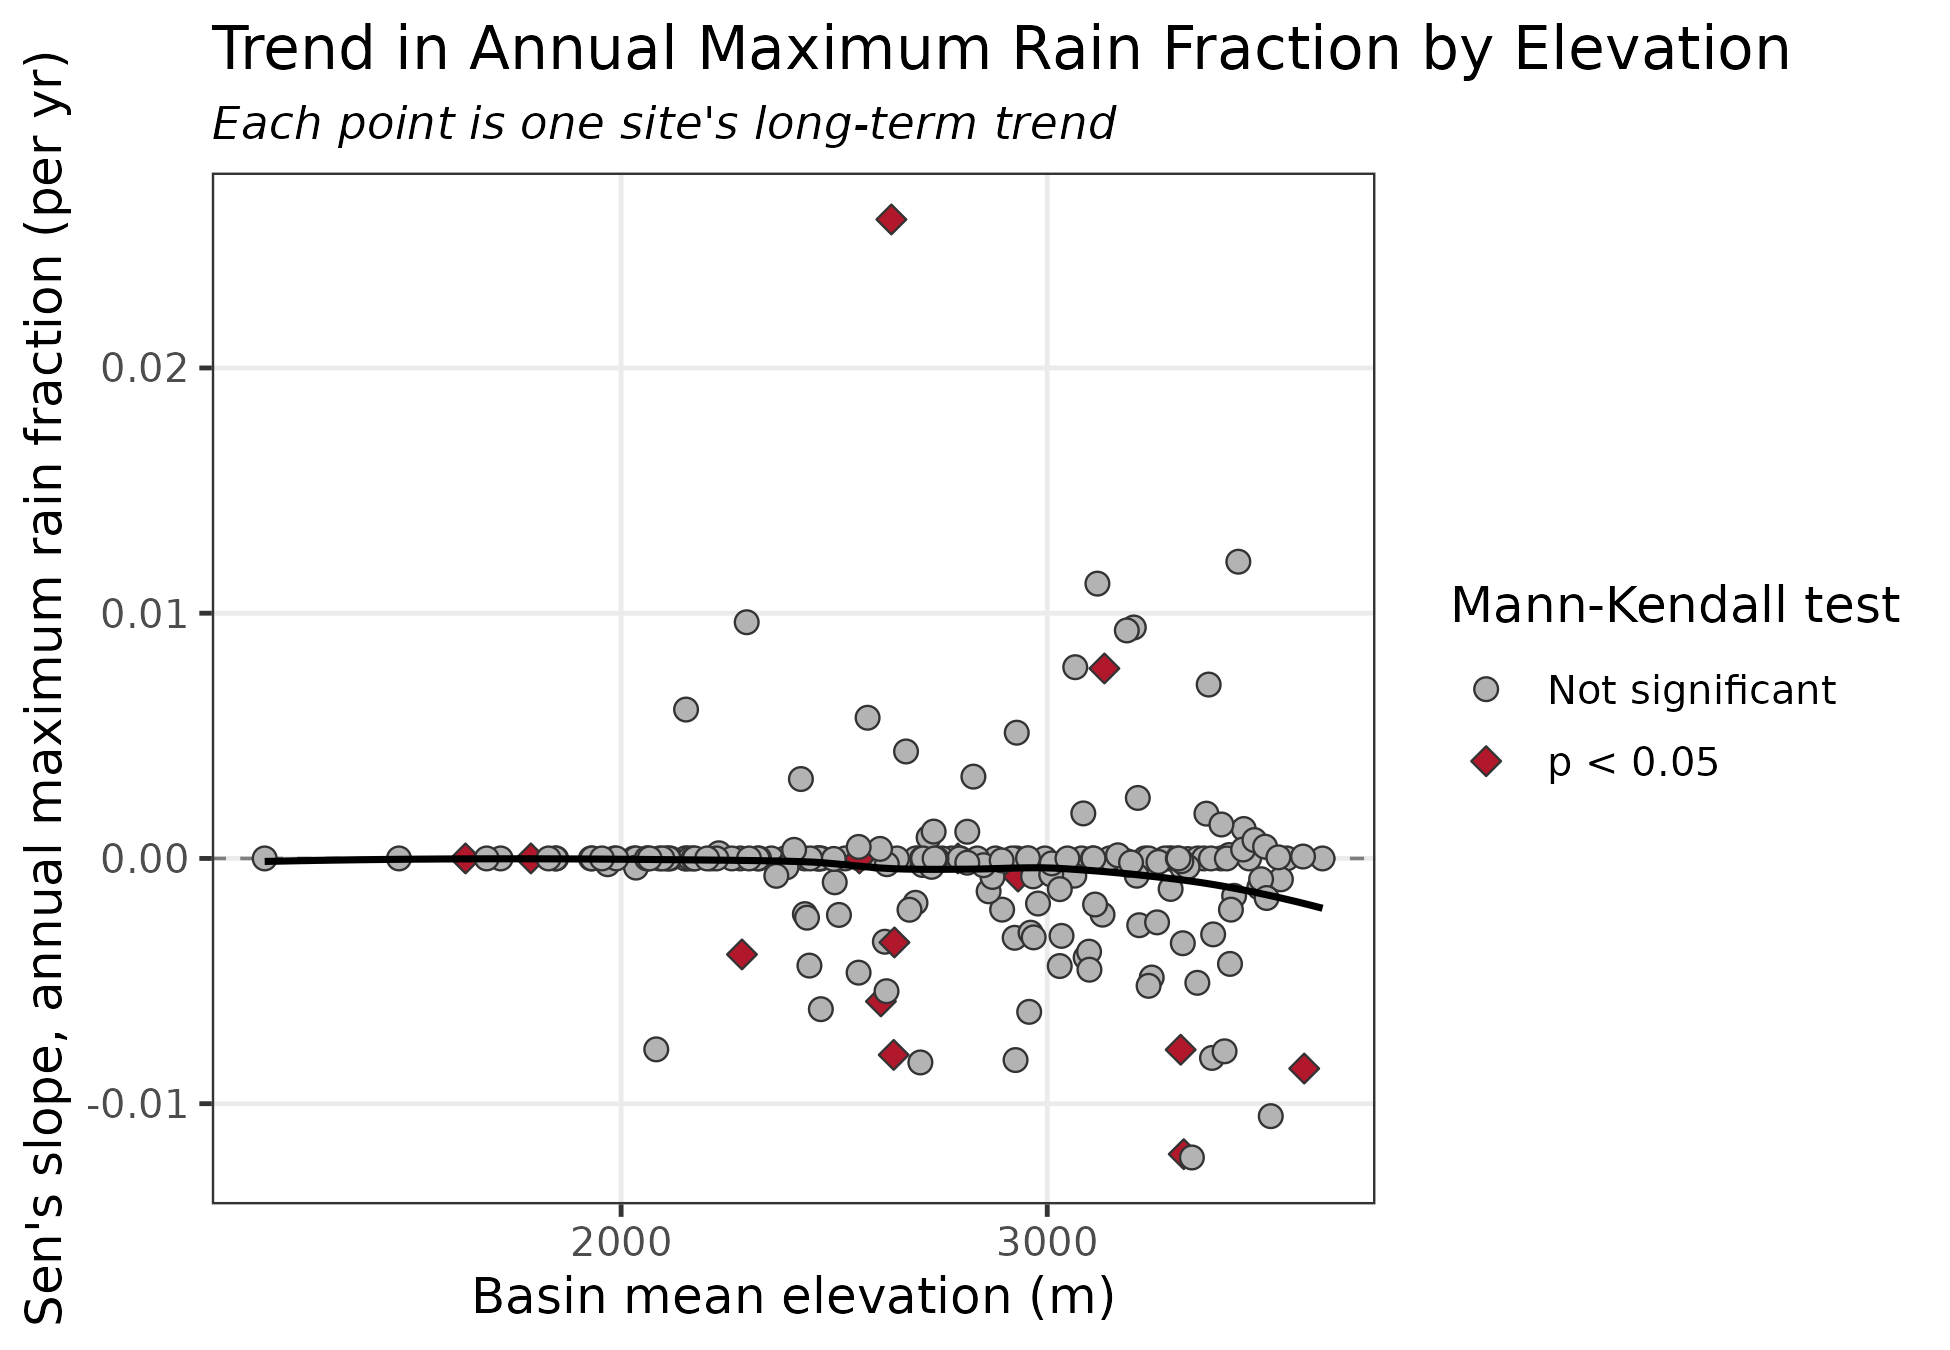 Trend in Annual Maximum Rain Fraction by Elevation
Each point is one site's long-term trend
Sen's slope, annual maximum rain fraction (per yr)
0.02
0.01
0.00
-0.01
2000
3000
Basin mean elevation (m)
Mann-Kendall test
Not significant
p < 0.05